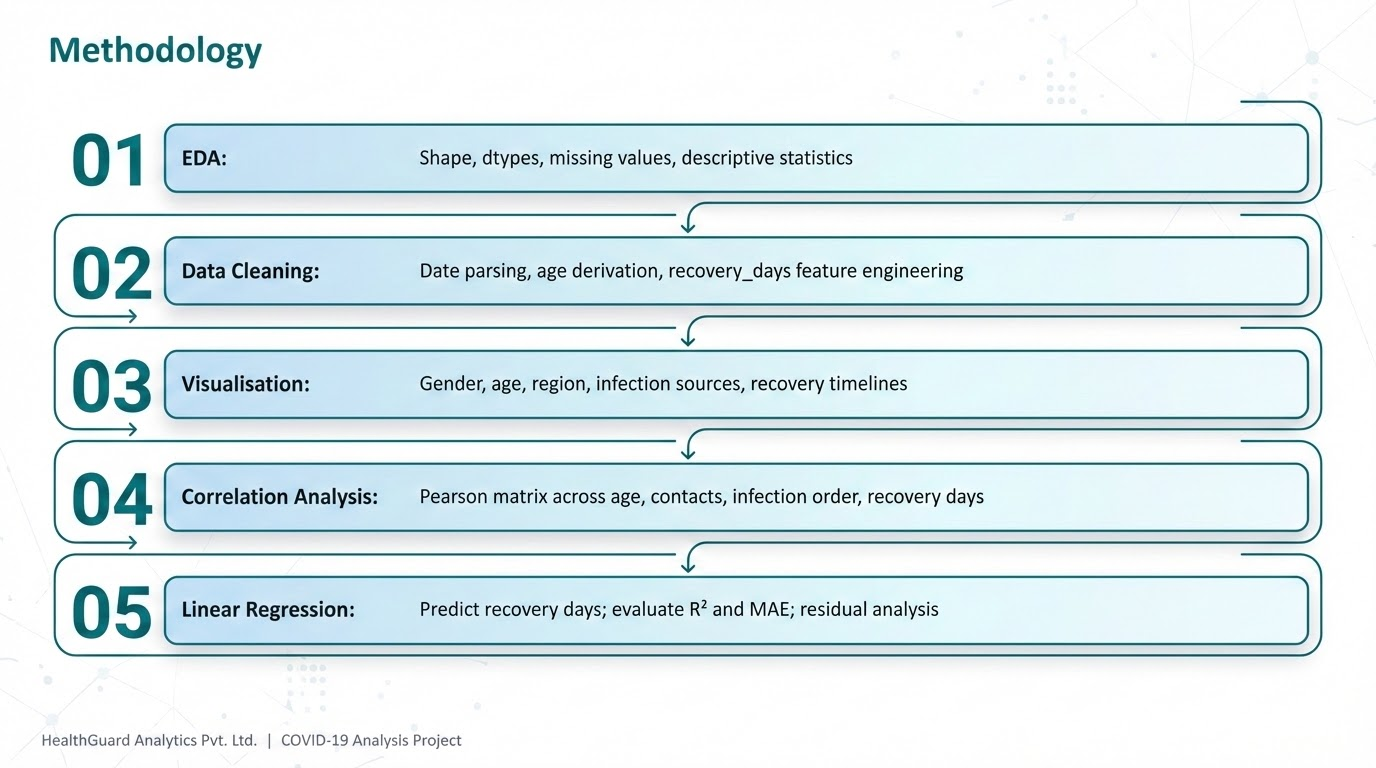 Methodology
01 EDA: Shape, dtypes, missing values, descriptive statistics
02 Data Cleaning: Date parsing, age derivation, recovery_days feature engineering
03 Visualisation: Gender, age, region, infection sources, recovery timelines
04 Correlation Analysis: Pearson matrix across age, contacts, infection order, recovery days
05 Linear Regression: Predict recovery days; evaluate R² and MAE; residual analysis
HealthGuard Analytics Pvt. Ltd. | COVID-19 Analysis Project